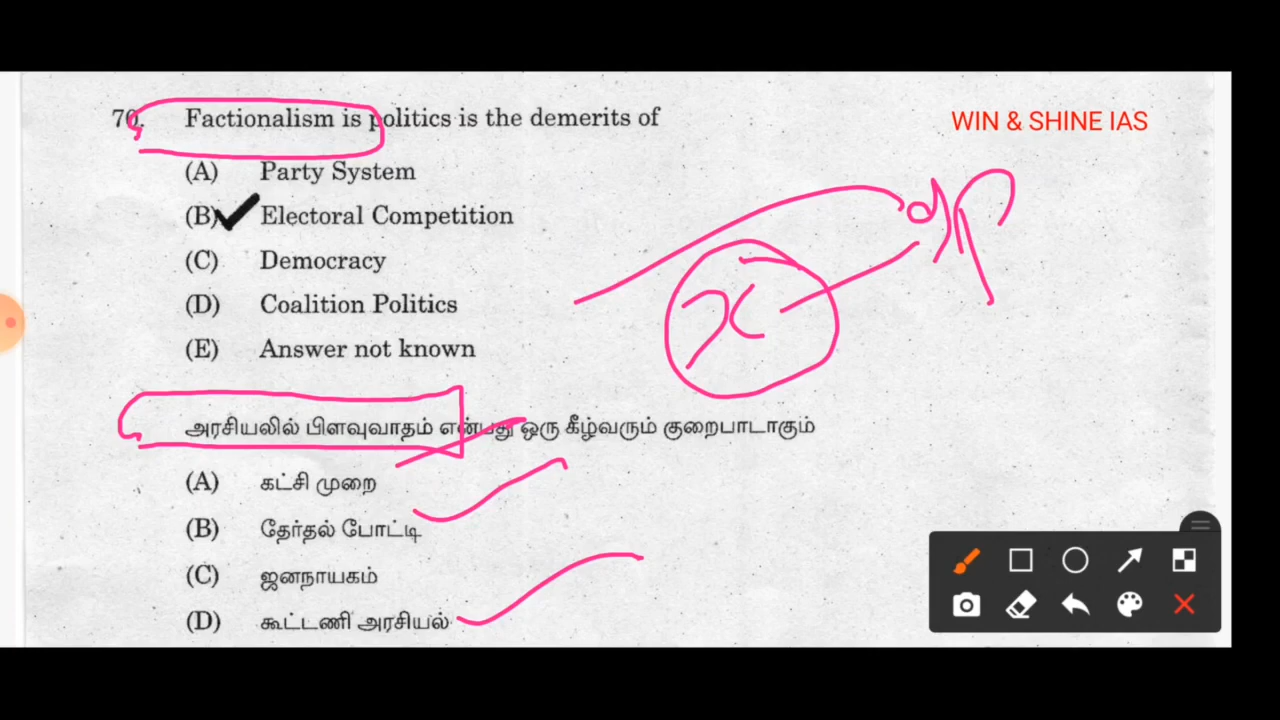 WIN & SHINE IAS
76. Factionalism is politics is the demerits of
(A) Party System
(B) Electoral Competition
(C) Democracy
(D) Coalition Politics
(E) Answer not known
அரசியலில் பிளவுவாதம் என்பது ஒரு கீழ்வரும் குறைபாடாகும்
(A) கட்சி முறை
(B) தேர்தல் போட்டி
(C) ஜனநாயகம்
(D) கூட்டணி அரசியல்